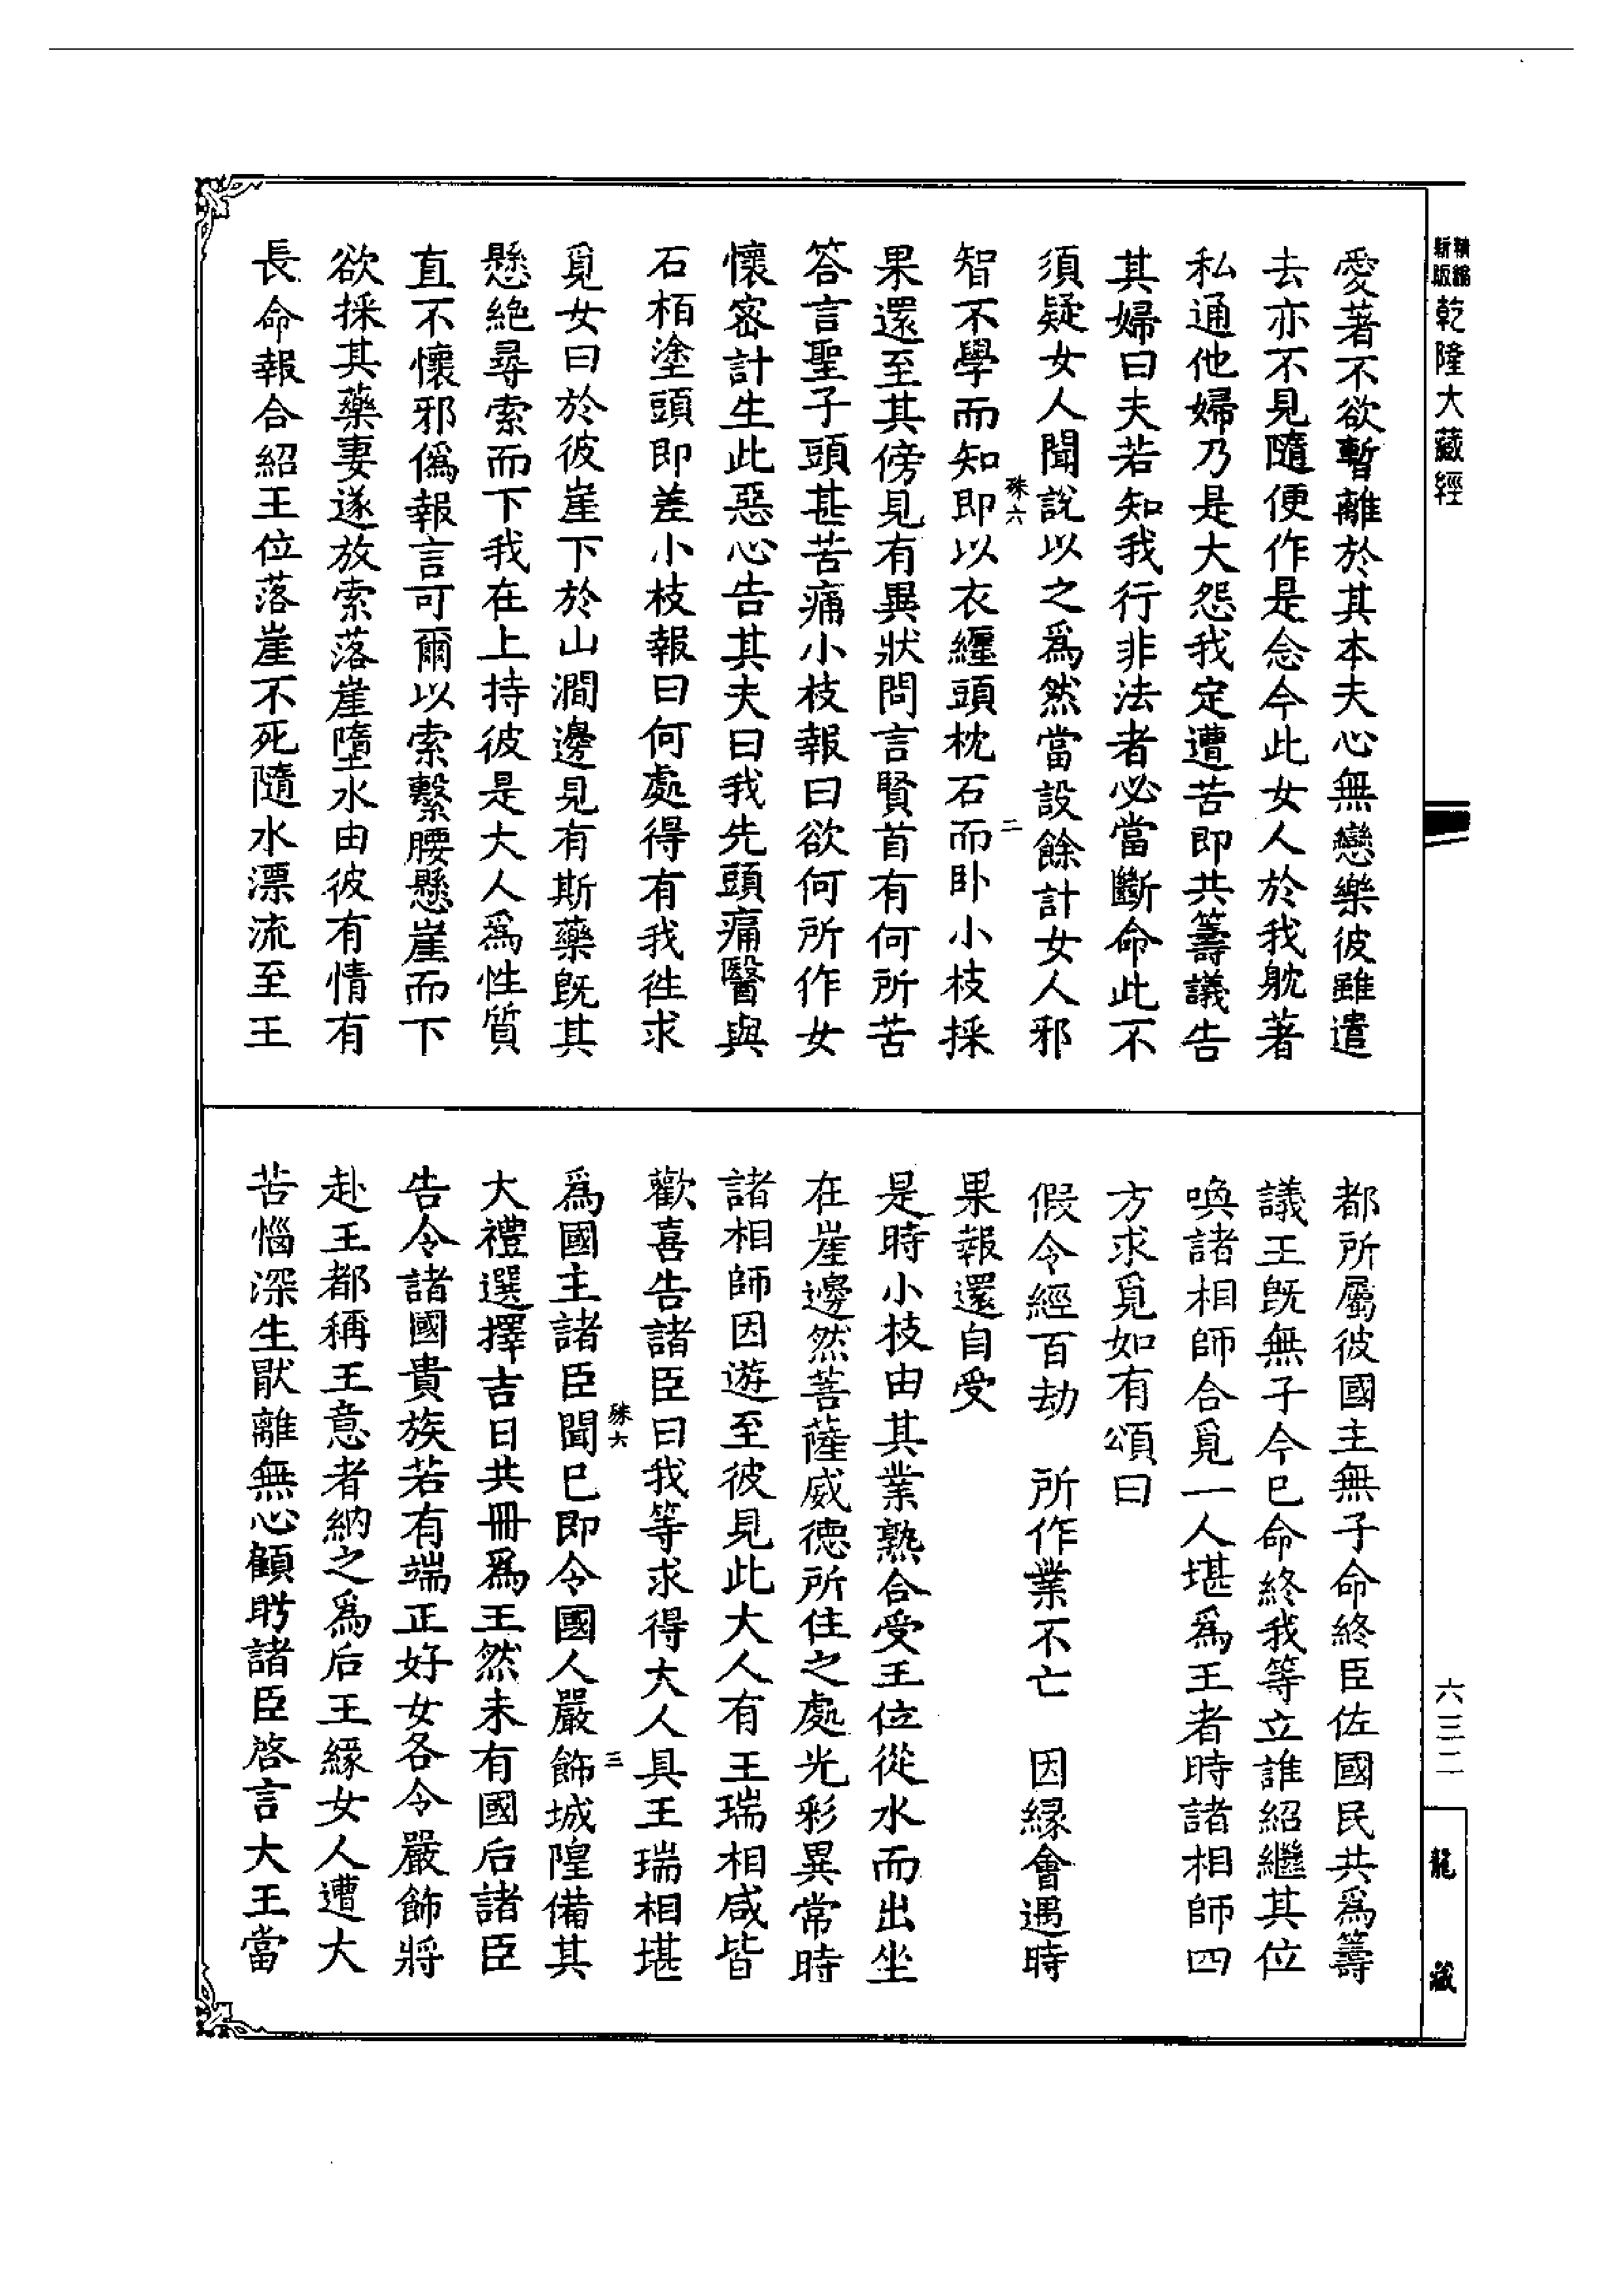 精縮
新版
乾隆大藏經
愛著不欲暫離於其本夫心無戀樂彼雖遣
去亦不見隨便作是念今此女人於我躭著
私通他婦乃是大怨我定遭苦即共籌議告
其婦曰夫若知我行非法者必當斷命此不
須疑女人聞說以之爲然當設餘計女人邪
殊六
二
智不學而知即以衣纏頭枕石而卧小枝採
果還至其傍見有異狀問言賢首有何所苦
答言聖子頭甚苦痛小枝報曰欲何所作女
懷密計生此惡心告其夫曰我先頭痛醫與
石栢塗頭即差小枝報曰何處得有我徃求
覓女曰於彼崖下於山澗邊見有斯藥旣其
懸絶尋索而下我在上持彼是大人爲性質
直不懷邪僞報言可爾以索繫腰懸崖而下
欲採其藥妻遂放索落崖墮水由彼有情有
長命報合紹王位落崖不死隨水漂流至王
都所屬彼國主無子命終臣佐國民共爲籌
議王旣無子今巳命終我等立誰紹繼其位
喚諸相師合覓一人堪爲王者時諸相師四
方求覓如有頌曰
假令經百劫 所作業不亡 因縁會遇時
果報還自受
是時小枝由其業熟合受王位從水而出坐
在崖邊然菩薩威德所住之處光彩異常時
諸相師因遊至彼見此大人有王瑞相咸皆
歡喜告諸臣曰我等求得大人具王瑞相堪
殊六
三
爲國主諸臣聞巳即令國人嚴飾城隍備其
大禮選擇吉日共冊爲王然未有國后諸臣
告令諸國貴族若有端正好女各令嚴飾將
赴王都稱王意者納之爲后王緣女人遭大
苦惱深生猒離無心顧眄諸臣啓言大王當
六三二
龍藏